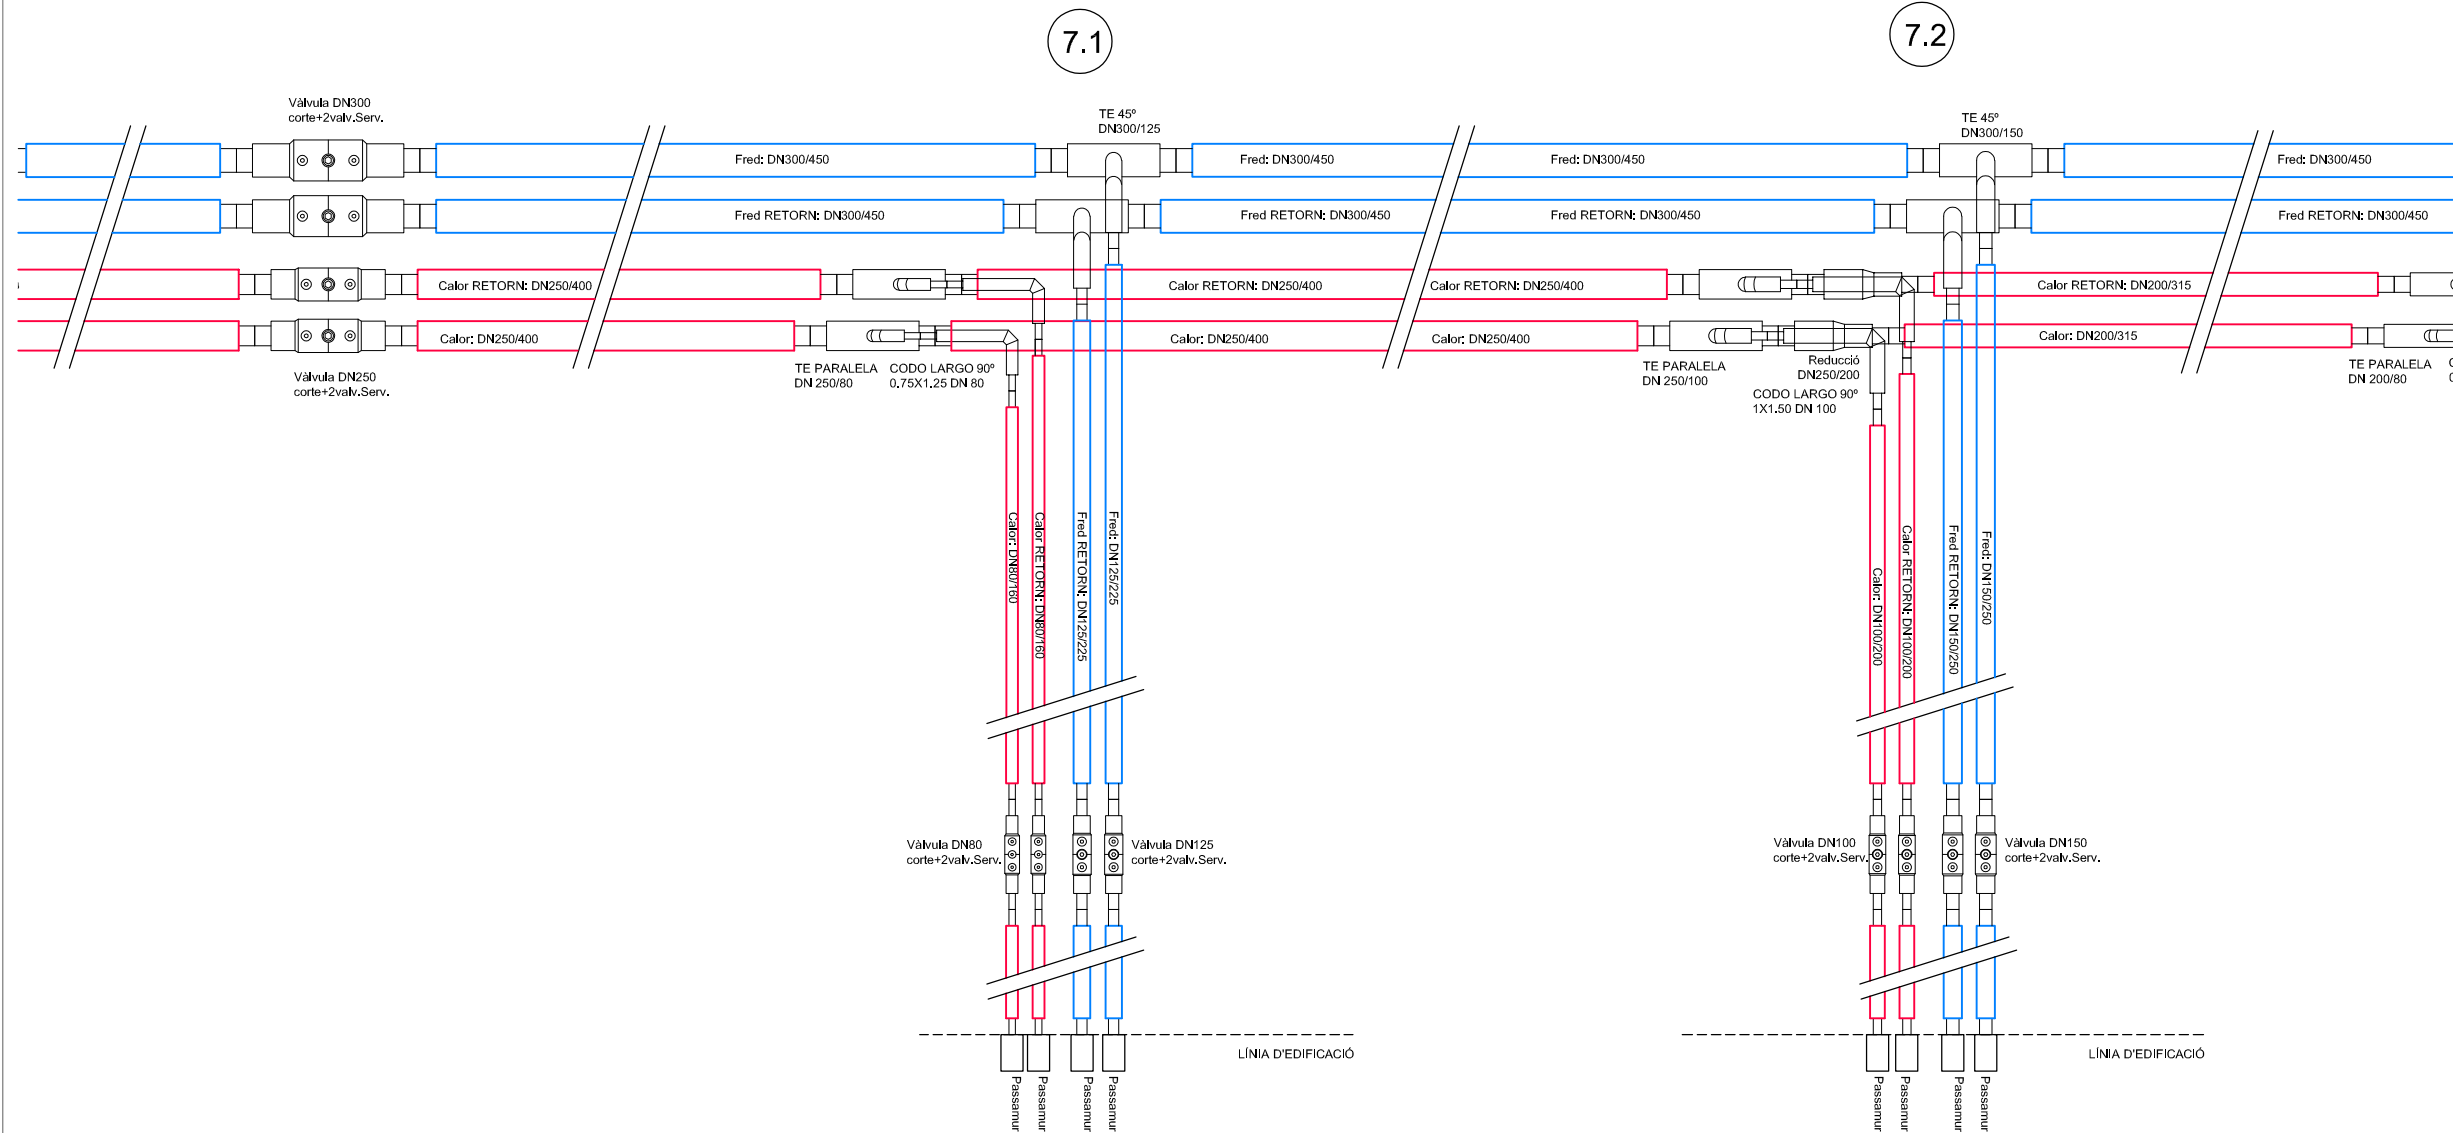 7.1
7.2
Vàlvula DN300
corte+2valv.Serv.
TE 45º
DN300/125
TE 45º
DN300/150
Fred: DN300/450
Fred: DN300/450
Fred: DN300/450
Fred: DN300/450
Fred RETORN: DN300/450
Fred RETORN: DN300/450
Fred RETORN: DN300/450
Fred RETORN: DN300/450
Calor RETORN: DN250/400
Calor RETORN: DN250/400
Calor RETORN: DN250/400
Calor RETORN: DN200/315
Calor: DN250/400
Calor: DN250/400
Calor: DN250/400
Calor: DN200/315
Vàlvula DN250
corte+2valv.Serv.
TE PARALELA
DN 250/80
CODO LARGO 90º
0.75X1.25 DN 80
TE PARALELA
DN 250/100
Reducció
DN250/200
CODO LARGO 90º
1X1.50 DN 100
TE PARALELA
DN 200/80
Calor: DN80/160
Calor RETORN: DN80/160
Fred RETORN: DN125/225
Fred: DN125/225
Calor: DN100/200
Calor RETORN: DN100/200
Fred RETORN: DN150/250
Fred: DN150/250
Vàlvula DN80
corte+2valv.Serv.
Vàlvula DN125
corte+2valv.Serv.
Vàlvula DN100
corte+2valv.Serv.
Vàlvula DN150
corte+2valv.Serv.
LÍNIA D'EDIFICACIÓ
LÍNIA D'EDIFICACIÓ
Passamur
Passamur
Passamur
Passamur
Passamur
Passamur
Passamur
Passamur